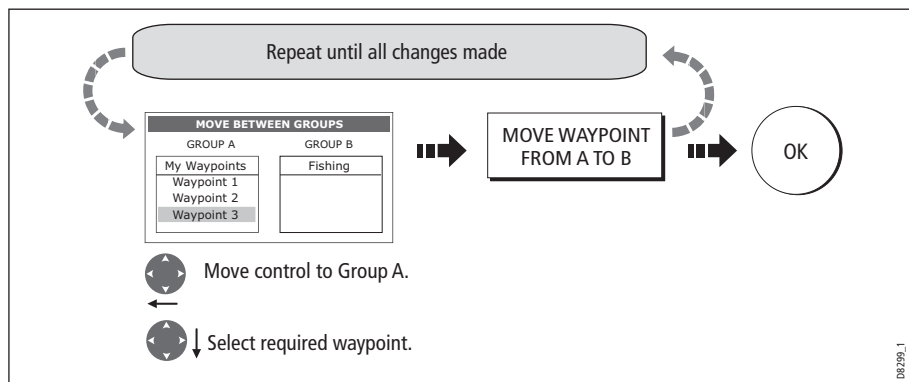 Repeat until all changes made
MOVE BETWEEN GROUPS
GROUP A
GROUP B
My Waypoints
Waypoint 1
Waypoint 2
Waypoint 3
Fishing
MOVE WAYPOINT
FROM A TO B
OK
Move control to Group A.
Select required waypoint.
D8299_1